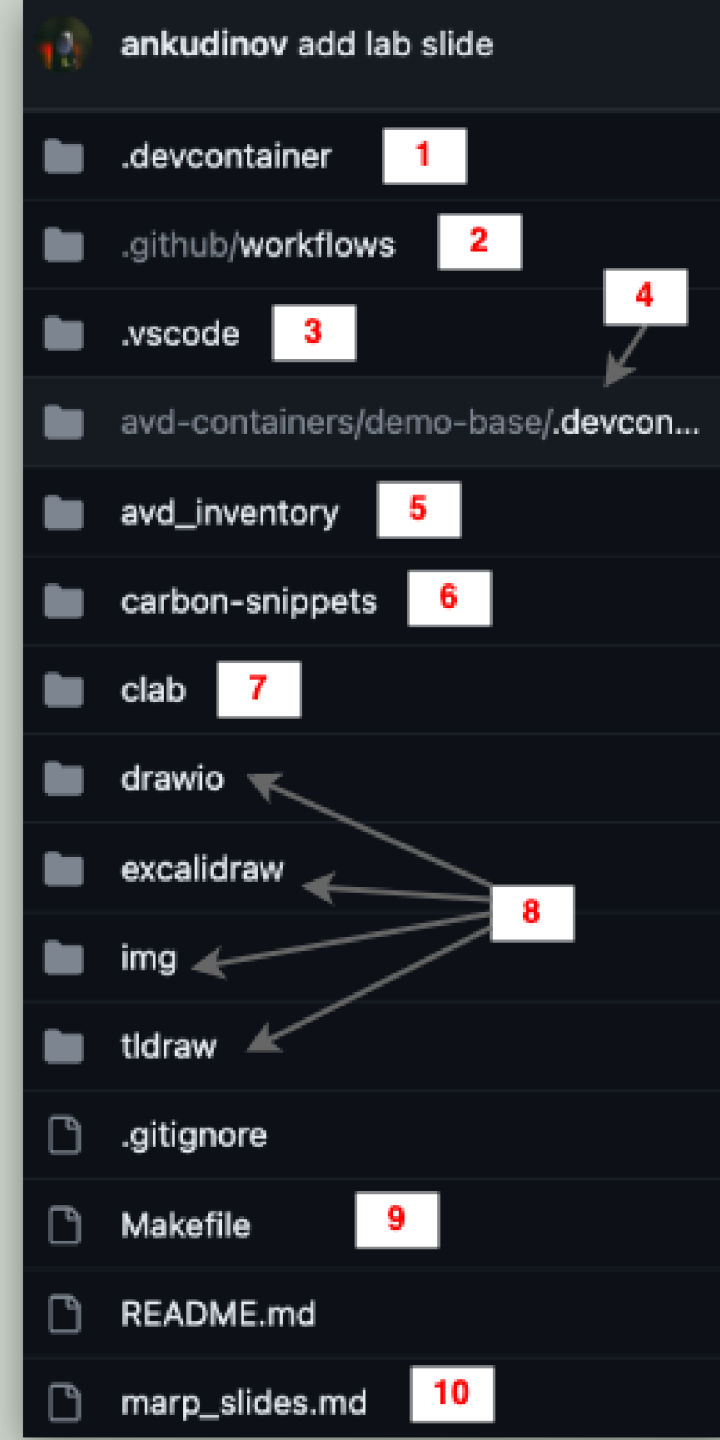 ankudinov add lab slide
.devcontainer 1
.github/workflows 2
4
.vscode 3
avd-containers/demo-base/.devcon...
avd_inventory 5
carbon-snippets 6
clab 7
drawio
excalidraw
8
img
tldraw
.gitignore
Makefile 9
README.md
marp_slides.md 10